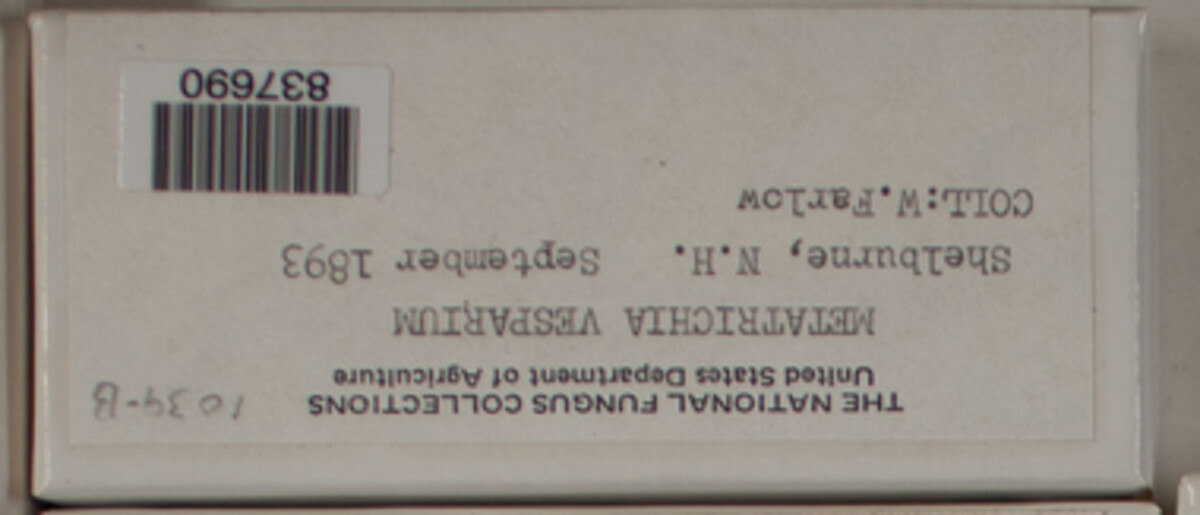 THE NATIONAL FUNGUS COLLECTIONS
1034-B
United States Department of Agriculture
METATRICHIA VESPARIUM
Shelburne, N.H. September 1893
COLL:W.Farlow
837690